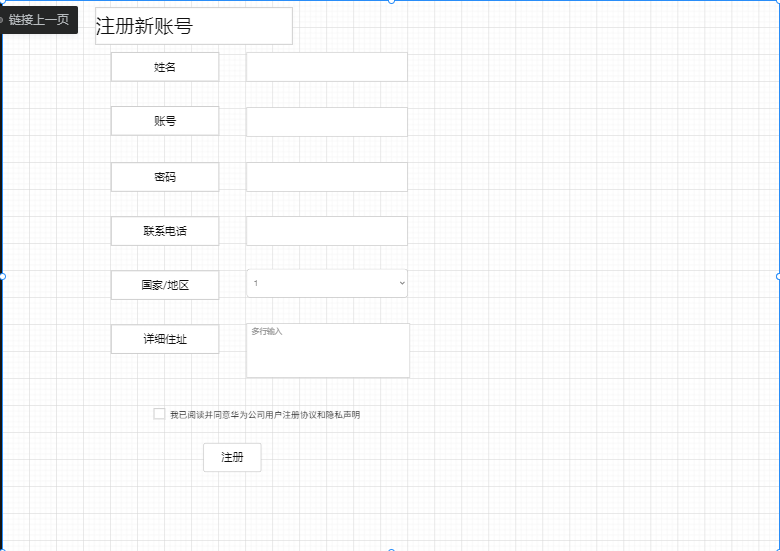 链接上一页
注册新账号
姓名
账号
密码
联系电话
国家/地区
1
详细住址
多行输入
我已阅读并同意华为公司用户注册协议和隐私声明
注册